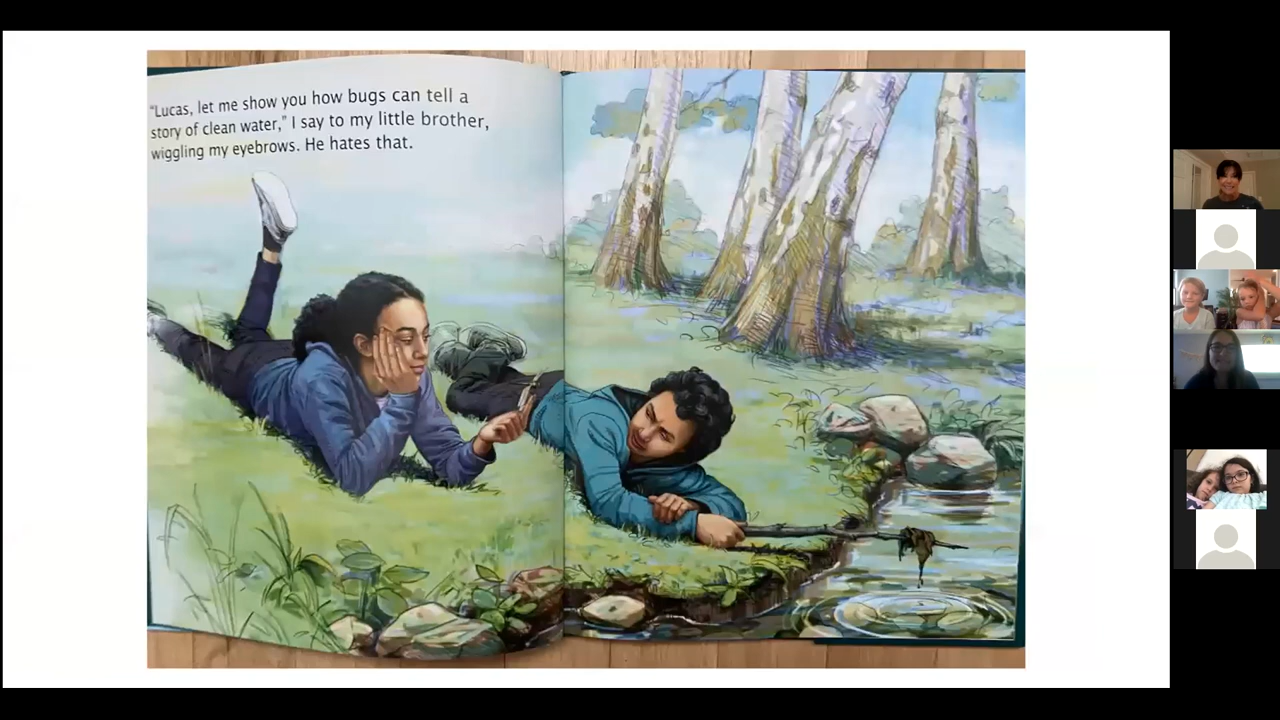 "Lucas, let me show you how bugs can tell a
story of clean water," I say to my little brother,
wiggling my eyebrows. He hates that.